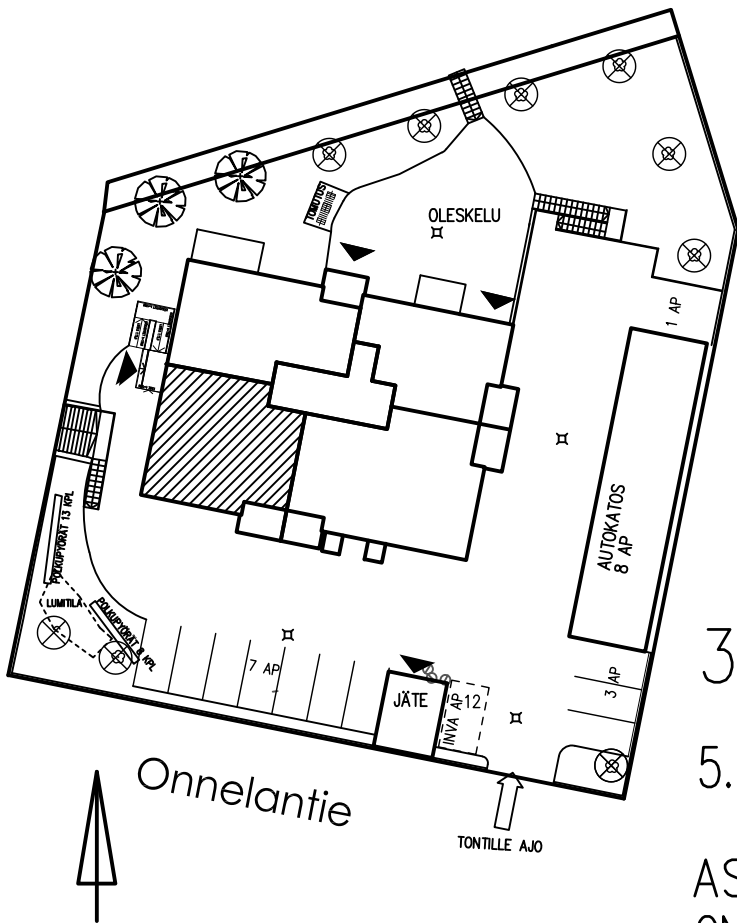 TOMUTUS
OLESKELU
1 AP
AUTOKATOS
8 AP
POLKUPYÖRÄT 13 KPL
LUMITILA
POLKUPYÖRÄT 8 KPL
7 AP
JÄTE
INVA AP 12
3 AP
Onnelantie
TONTILLE AJO
3
5.
AS